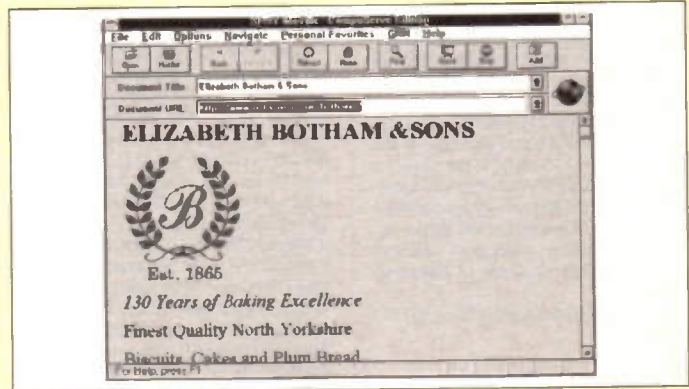 File Edit Options Navigate Personal Favourites Help
Open Back Reload Home Find Stop Add
Document Title Elizabeth Botham & Sons
Document URL
ELIZABETH BOTHAM &SONS
B
Est. 1865
130 Years of Baking Excellence
Finest Quality North Yorkshire
Biscuits, Cakes and Plum Bread
For Help, press F1